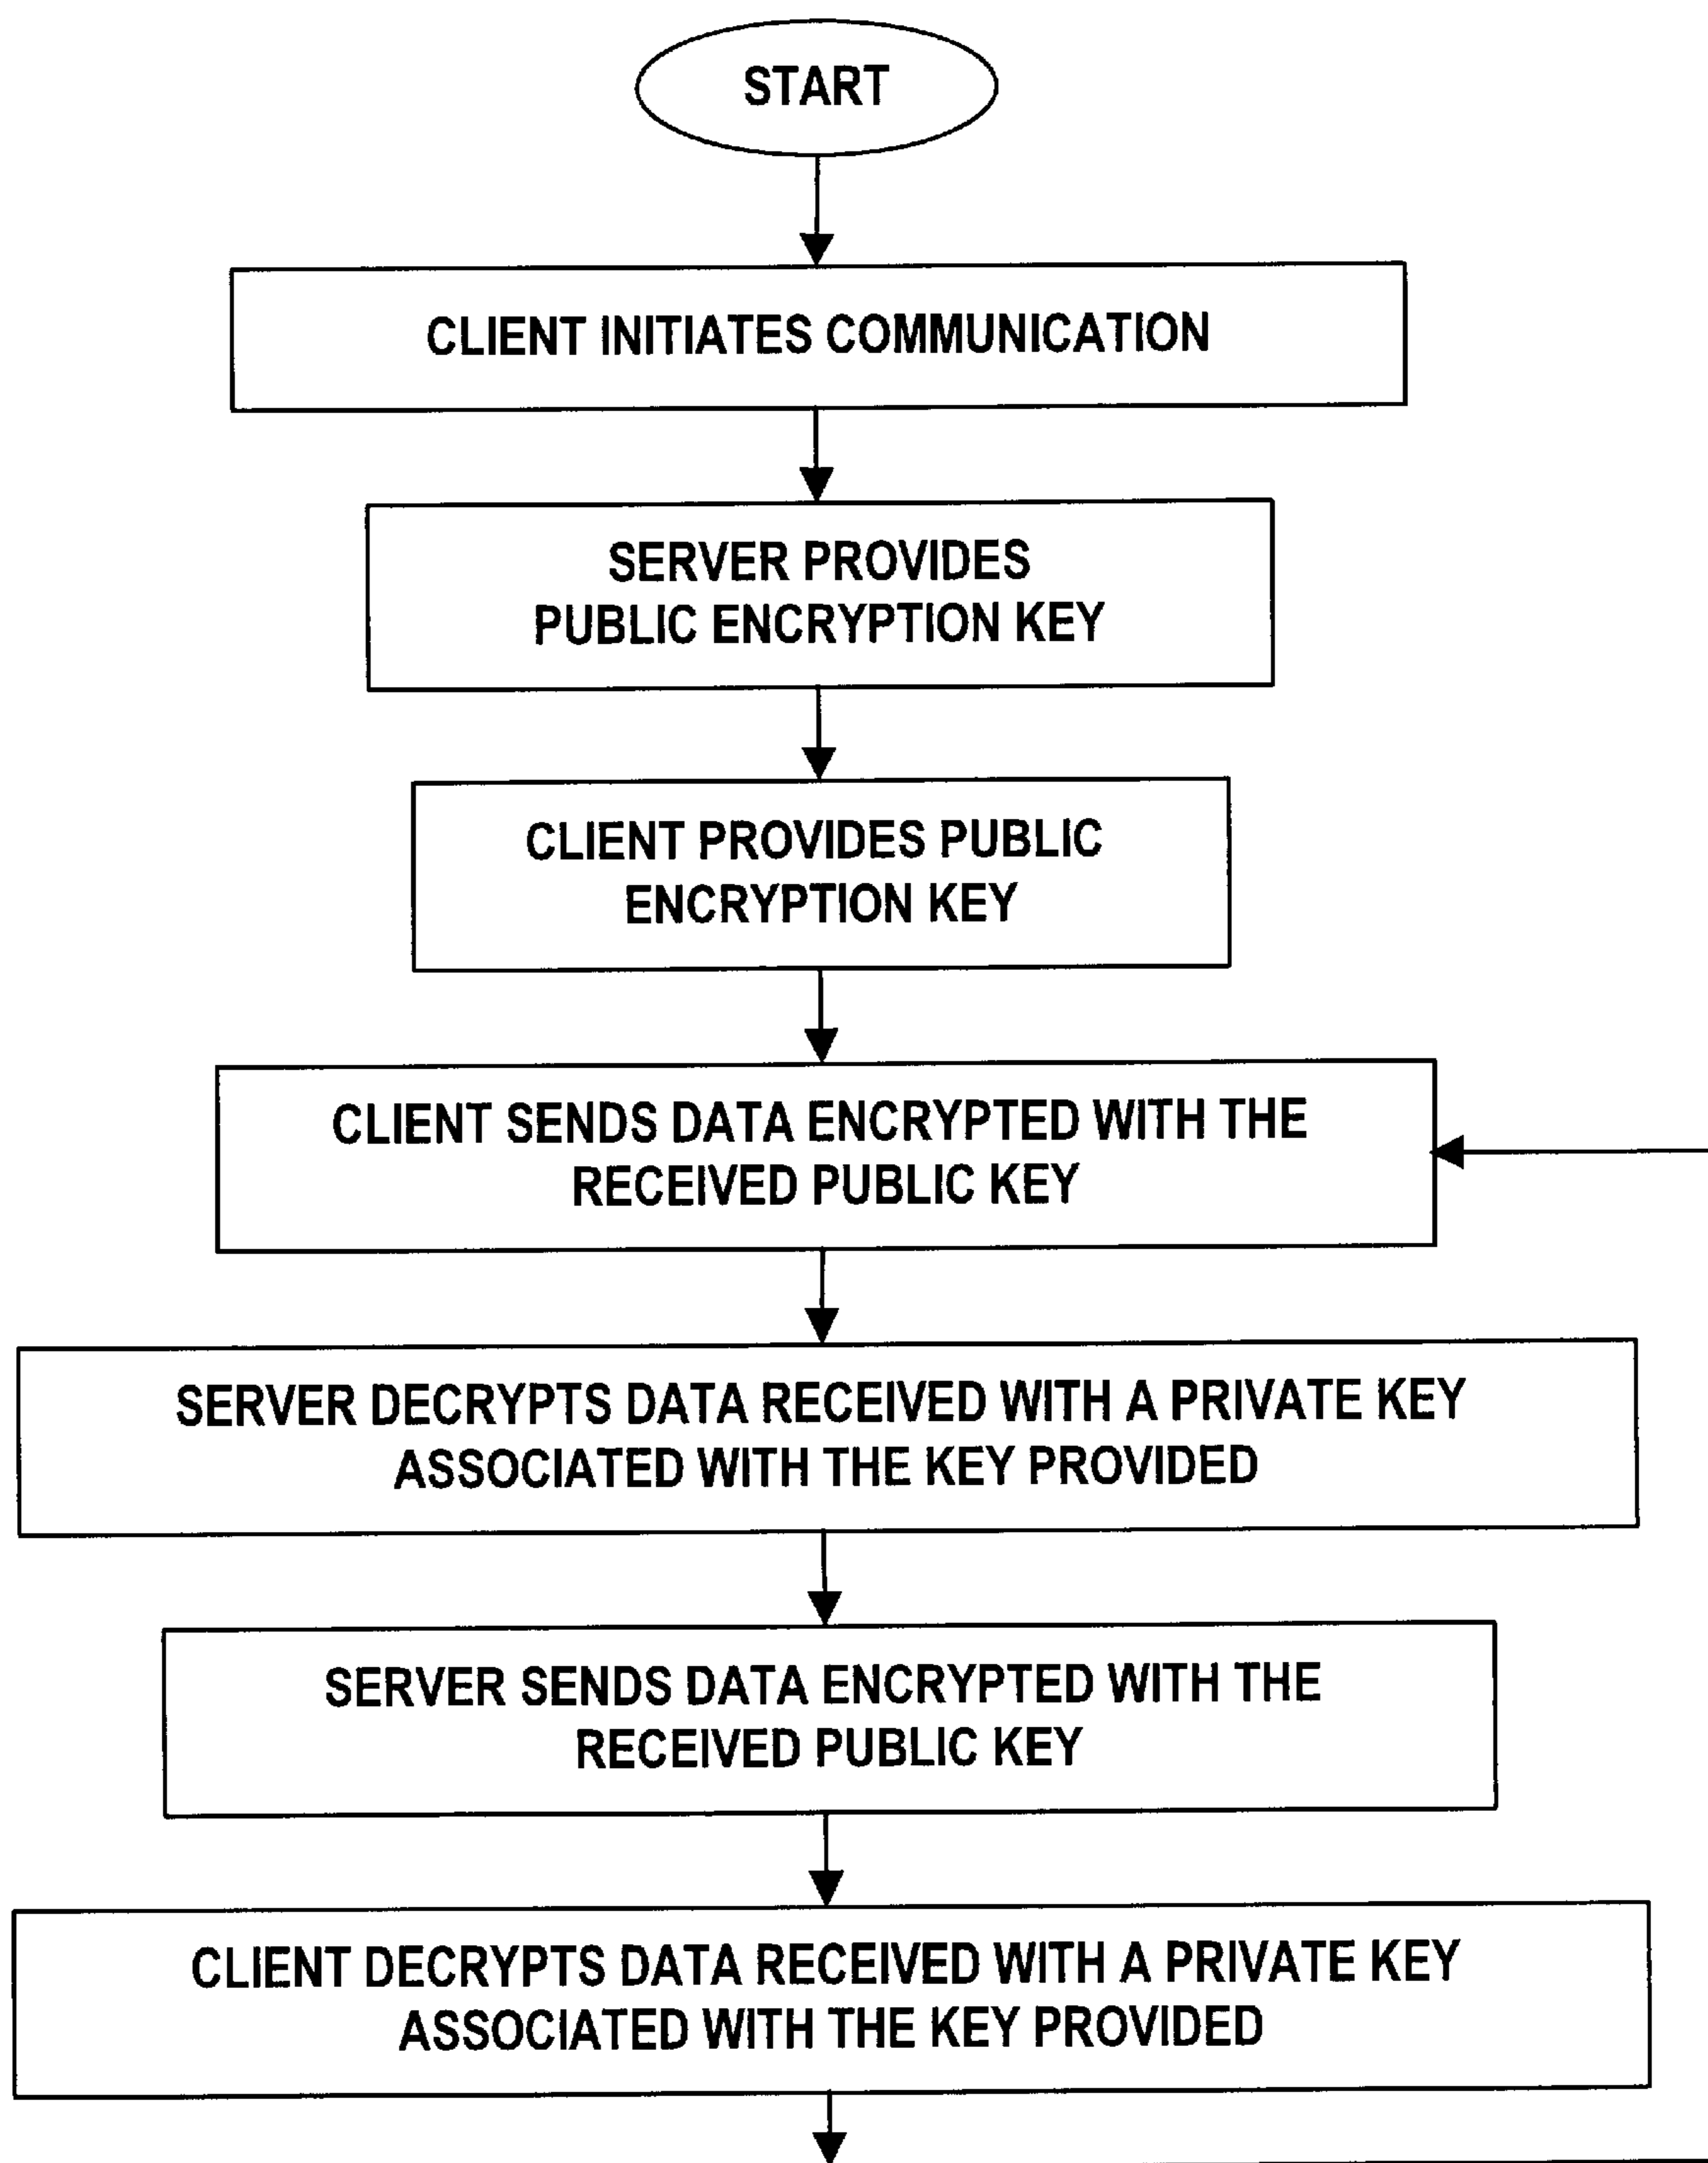 START
CLIENT INITIATES COMMUNICATION
SERVER PROVIDES
PUBLIC ENCRYPTION KEY
CLIENT PROVIDES PUBLIC
ENCRYPTION KEY
CLIENT SENDS DATA ENCRYPTED WITH THE
RECEIVED PUBLIC KEY
SERVER DECRYPTS DATA RECEIVED WITH A PRIVATE KEY
ASSOCIATED WITH THE KEY PROVIDED
SERVER SENDS DATA ENCRYPTED WITH THE
RECEIVED PUBLIC KEY
CLIENT DECRYPTS DATA RECEIVED WITH A PRIVATE KEY
ASSOCIATED WITH THE KEY PROVIDED